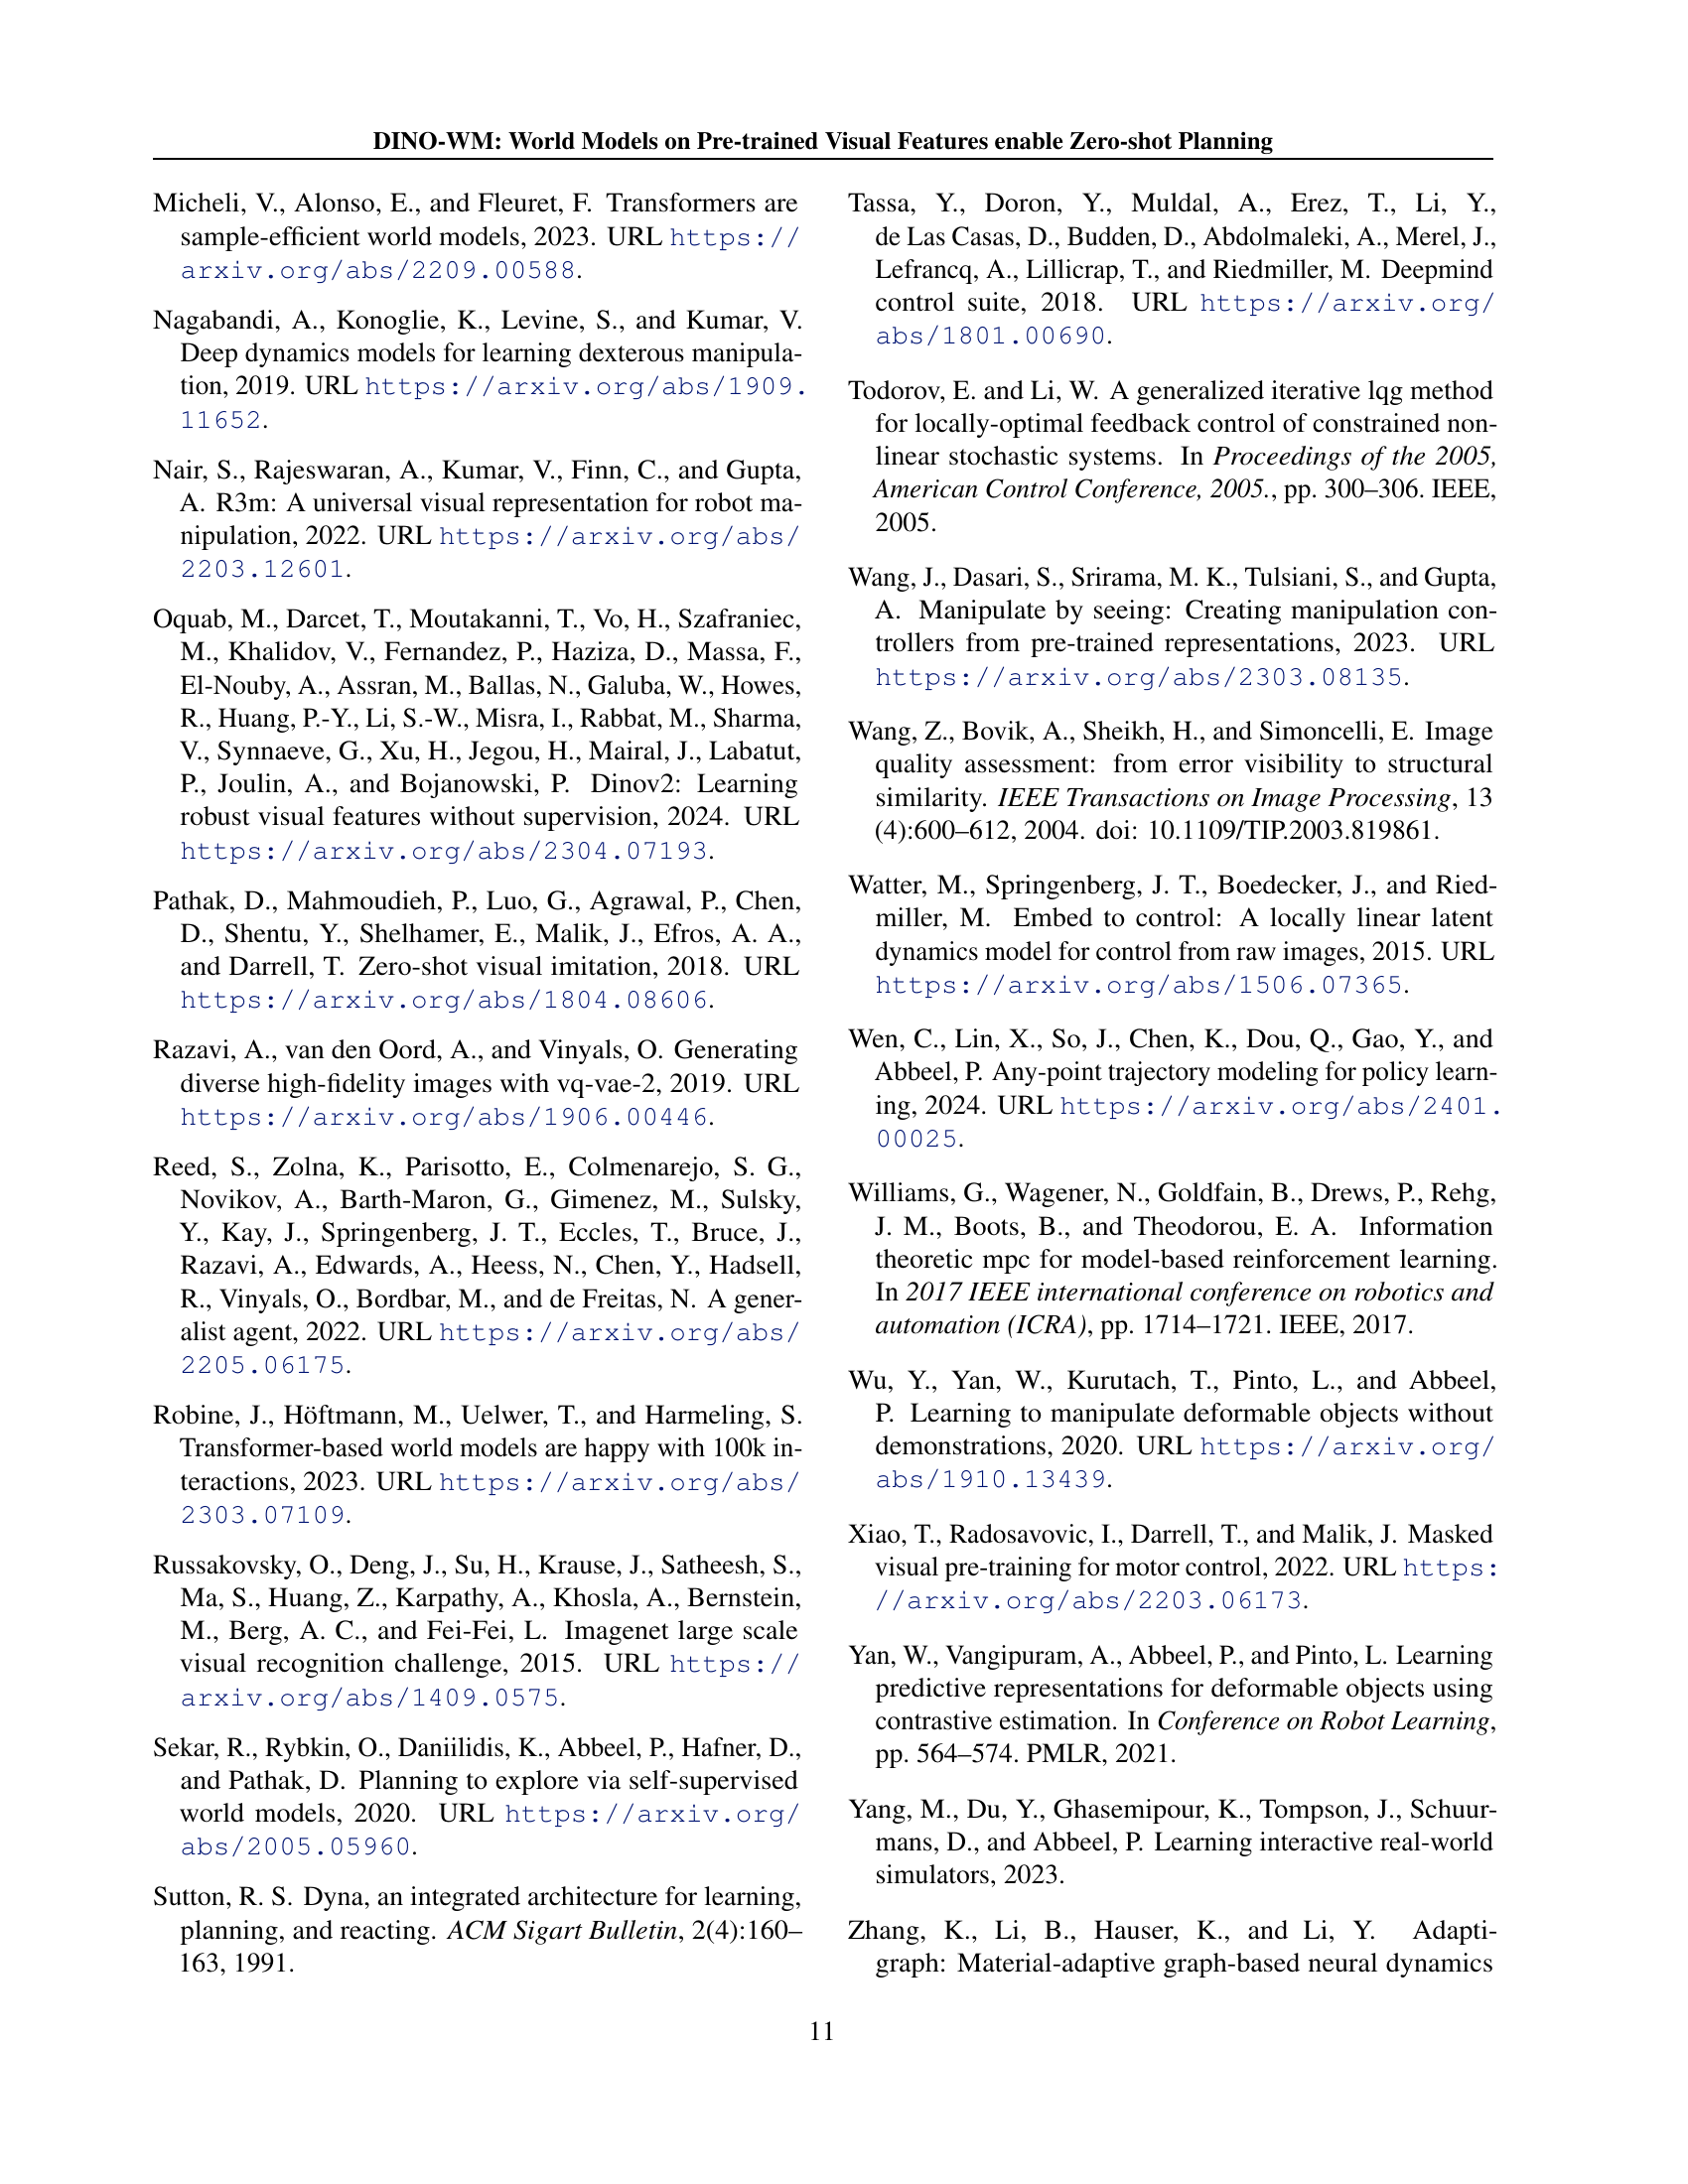 DINO-WM: World Models on Pre-trained Visual Features enable Zero-shot Planning
Micheli, V., Alonso, E., and Fleuret, F. Transformers are
sample-efficient world models, 2023. URL https://
arxiv.org/abs/2209.00588.
Nagabandi, A., Konoglie, K., Levine, S., and Kumar, V.
Deep dynamics models for learning dexterous manipula-
tion, 2019. URL https://arxiv.org/abs/1909.
11652.
Nair, S., Rajeswaran, A., Kumar, V., Finn, C., and Gupta,
A. R3m: A universal visual representation for robot ma-
nipulation, 2022. URL https://arxiv.org/abs/
2203.12601.
Oquab, M., Darcet, T., Moutakanni, T., Vo, H., Szafraniec,
M., Khalidov, V., Fernandez, P., Haziza, D., Massa, F.,
El-Nouby, A., Assran, M., Ballas, N., Galuba, W., Howes,
R., Huang, P.-Y., Li, S.-W., Misra, I., Rabbat, M., Sharma,
V., Synnaeve, G., Xu, H., Jegou, H., Mairal, J., Labatut,
P., Joulin, A., and Bojanowski, P. Dinov2: Learning
robust visual features without supervision, 2024. URL
https://arxiv.org/abs/2304.07193.
Pathak, D., Mahmoudieh, P., Luo, G., Agrawal, P., Chen,
D., Shentu, Y., Shelhamer, E., Malik, J., Efros, A. A.,
and Darrell, T. Zero-shot visual imitation, 2018. URL
https://arxiv.org/abs/1804.08606.
Razavi, A., van den Oord, A., and Vinyals, O. Generating
diverse high-fidelity images with vq-vae-2, 2019. URL
https://arxiv.org/abs/1906.00446.
Reed, S., Zolna, K., Parisotto, E., Colmenarejo, S. G.,
Novikov, A., Barth-Maron, G., Gimenez, M., Sulsky,
Y., Kay, J., Springenberg, J. T., Eccles, T., Bruce, J.,
Razavi, A., Edwards, A., Heess, N., Chen, Y., Hadsell,
R., Vinyals, O., Bordbar, M., and de Freitas, N. A gener-
alist agent, 2022. URL https://arxiv.org/abs/
2205.06175.
Robine, J., Höftmann, M., Uelwer, T., and Harmeling, S.
Transformer-based world models are happy with 100k in-
teractions, 2023. URL https://arxiv.org/abs/
2303.07109.
Russakovsky, O., Deng, J., Su, H., Krause, J., Satheesh, S.,
Ma, S., Huang, Z., Karpathy, A., Khosla, A., Bernstein,
M., Berg, A. C., and Fei-Fei, L. Imagenet large scale
visual recognition challenge, 2015. URL https://
arxiv.org/abs/1409.0575.
Sekar, R., Rybkin, O., Daniilidis, K., Abbeel, P., Hafner, D.,
and Pathak, D. Planning to explore via self-supervised
world models, 2020. URL https://arxiv.org/
abs/2005.05960.
Sutton, R. S. Dyna, an integrated architecture for learning,
planning, and reacting. ACM Sigart Bulletin, 2(4):160–
163, 1991.
Tassa, Y., Doron, Y., Muldal, A., Erez, T., Li, Y.,
de Las Casas, D., Budden, D., Abdolmaleki, A., Merel, J.,
Lefrancq, A., Lillicrap, T., and Riedmiller, M. Deepmind
control suite, 2018. URL https://arxiv.org/
abs/1801.00690.
Todorov, E. and Li, W. A generalized iterative lqg method
for locally-optimal feedback control of constrained non-
linear stochastic systems. In Proceedings of the 2005,
American Control Conference, 2005., pp. 300–306. IEEE,
2005.
Wang, J., Dasari, S., Srirama, M. K., Tulsiani, S., and Gupta,
A. Manipulate by seeing: Creating manipulation con-
trollers from pre-trained representations, 2023. URL
https://arxiv.org/abs/2303.08135.
Wang, Z., Bovik, A., Sheikh, H., and Simoncelli, E. Image
quality assessment: from error visibility to structural
similarity. IEEE Transactions on Image Processing, 13
(4):600–612, 2004. doi: 10.1109/TIP.2003.819861.
Watter, M., Springenberg, J. T., Boedecker, J., and Ried-
miller, M. Embed to control: A locally linear latent
dynamics model for control from raw images, 2015. URL
https://arxiv.org/abs/1506.07365.
Wen, C., Lin, X., So, J., Chen, K., Dou, Q., Gao, Y., and
Abbeel, P. Any-point trajectory modeling for policy learn-
ing, 2024. URL https://arxiv.org/abs/2401.
00025.
Williams, G., Wagener, N., Goldfain, B., Drews, P., Rehg,
J. M., Boots, B., and Theodorou, E. A. Information
theoretic mpc for model-based reinforcement learning.
In 2017 IEEE international conference on robotics and
automation (ICRA), pp. 1714–1721. IEEE, 2017.
Wu, Y., Yan, W., Kurutach, T., Pinto, L., and Abbeel,
P. Learning to manipulate deformable objects without
demonstrations, 2020. URL https://arxiv.org/
abs/1910.13439.
Xiao, T., Radosavovic, I., Darrell, T., and Malik, J. Masked
visual pre-training for motor control, 2022. URL https:
//arxiv.org/abs/2203.06173.
Yan, W., Vangipuram, A., Abbeel, P., and Pinto, L. Learning
predictive representations for deformable objects using
contrastive estimation. In Conference on Robot Learning,
pp. 564–574. PMLR, 2021.
Yang, M., Du, Y., Ghasemipour, K., Tompson, J., Schuur-
mans, D., and Abbeel, P. Learning interactive real-world
simulators, 2023.
Zhang, K., Li, B., Hauser, K., and Li, Y. Adapti-
graph: Material-adaptive graph-based neural dynamics
11